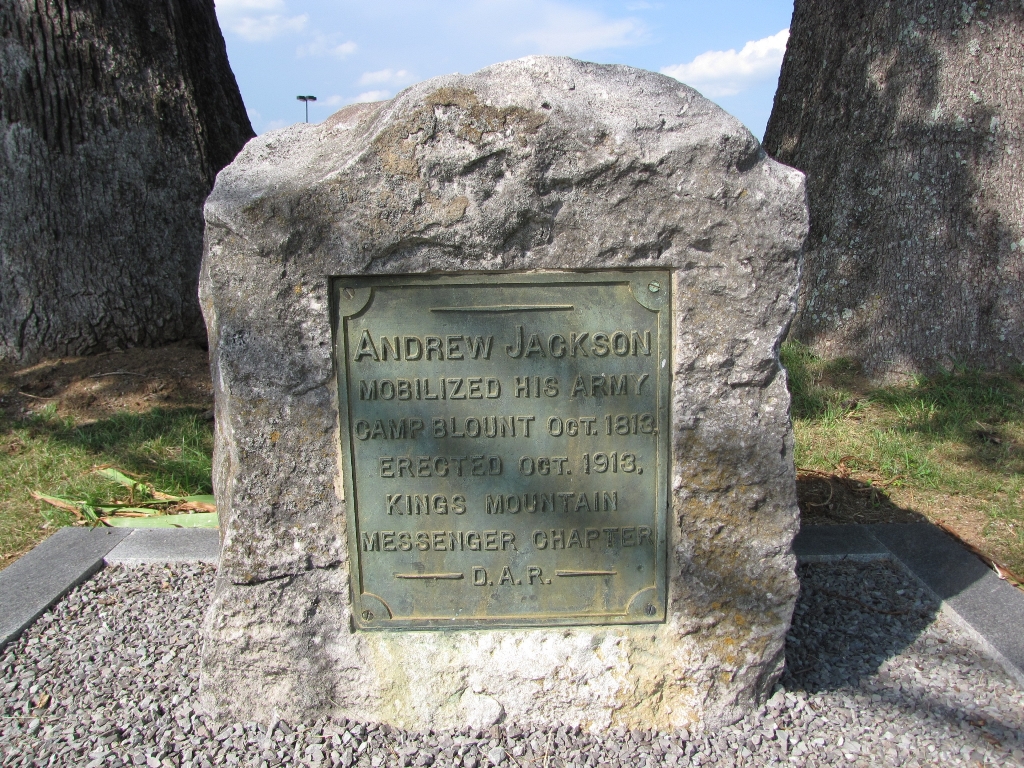 ANDREW JACKSON
MOBILIZED HIS ARMY
CAMP BLOUNT OCT. 1813.
ERECTED OCT. 1913,
KINGS MOUNTAIN
MESSENGER CHAPTER
D.A.R.